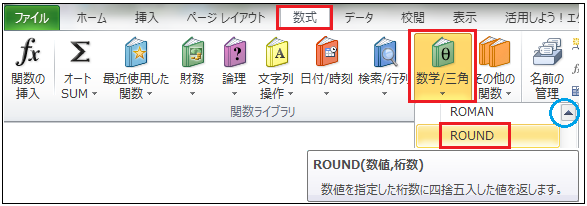 ファイル ホーム 挿入 ページ レイアウト 数式 データ 校閲 表示 活用しよう!エ
fx Σ ? A θ
関数の 挿入 オート SUM 最近使用した 関数 財務 論理 文字列 操作 日付/時刻 検索/行列 数学/三角 その他の 関数 名前の 管理
関数ライブラリ
ROMAN
ROUND
ROUND(数値,桁数)
数値を指定した桁数に四捨五入した値を返します。